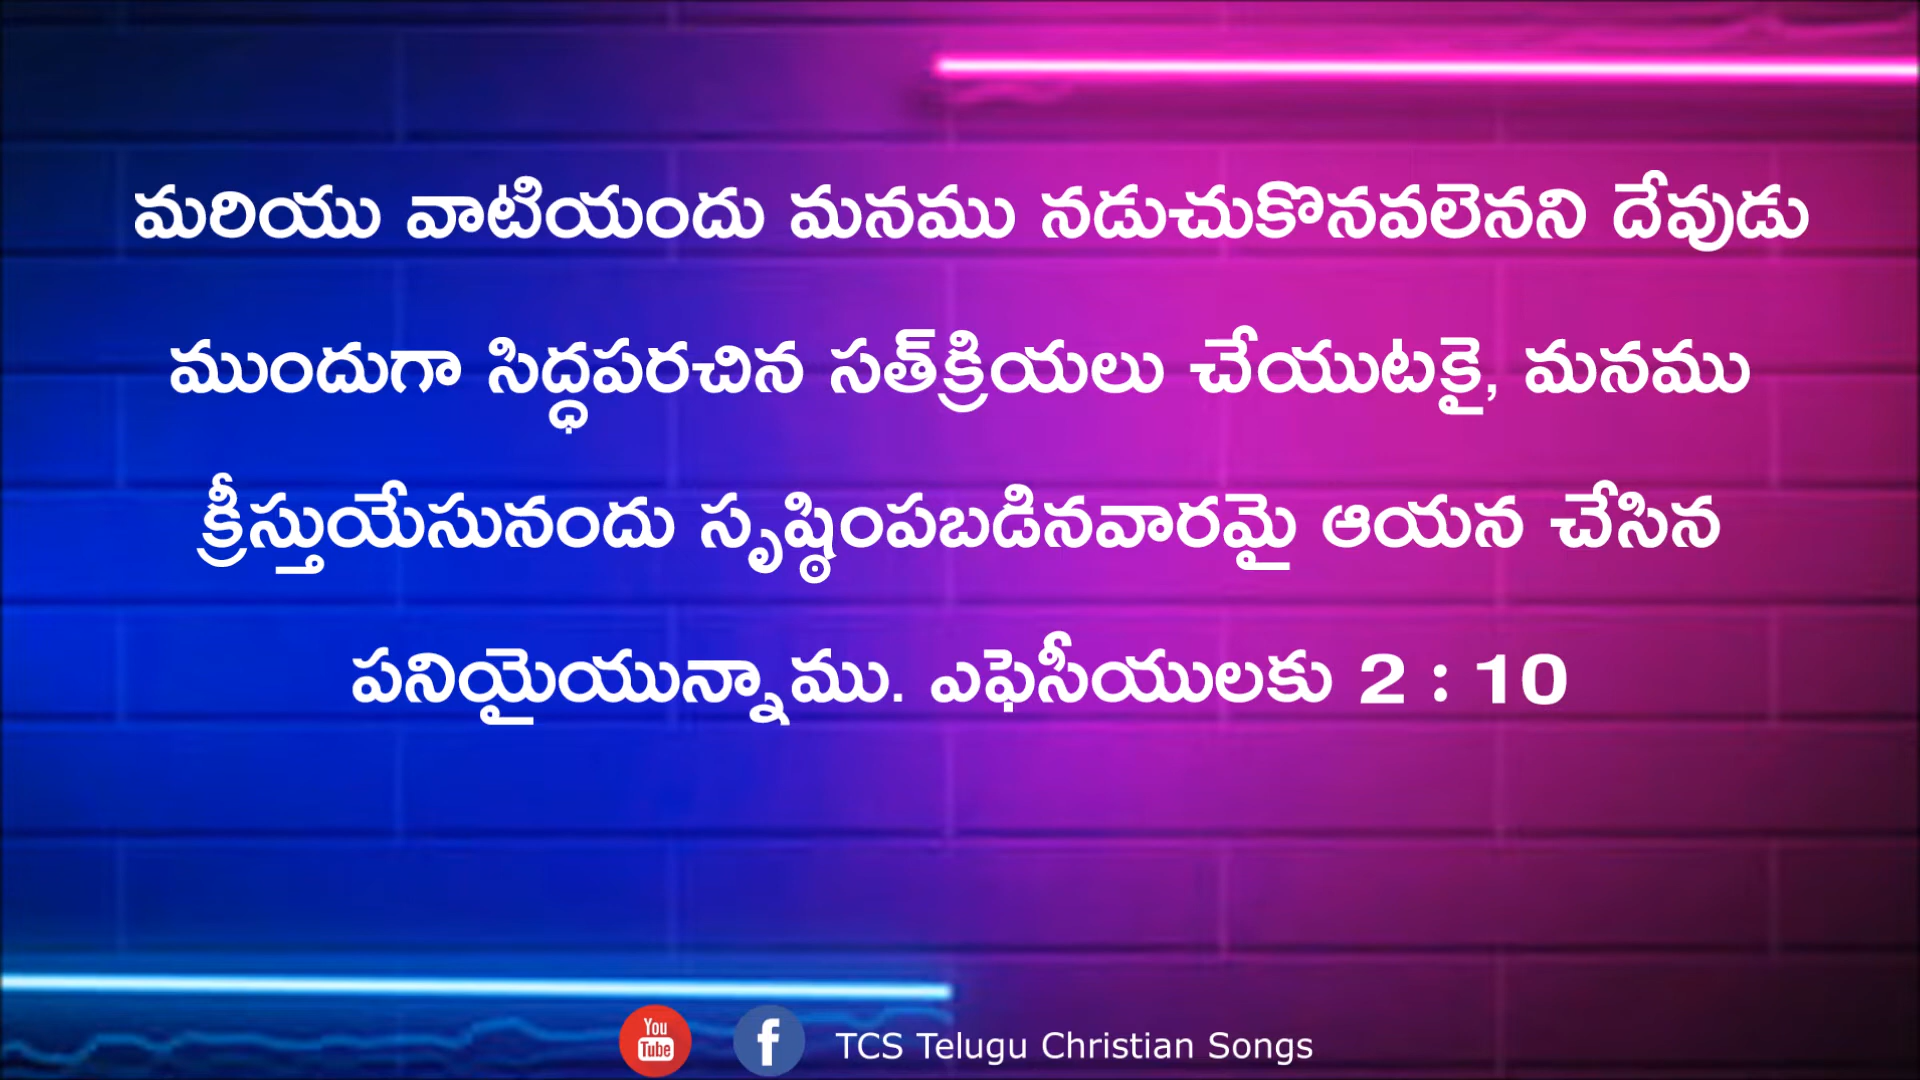 మరియు వాటియందు మనము నడుచుకొనవలెనని దేవుడు
ముందుగా సిద్ధపరచిన సత్‌క్రియలు చేయుటకై, మనము
క్రీస్తుయేసునందు సృష్ఠింపబడినవారమై ఆయన చేసిన
పనియైయున్నాము. ఎఫెసీయులకు 2 : 10
You
Tube
f
TCS Telugu Christian Songs